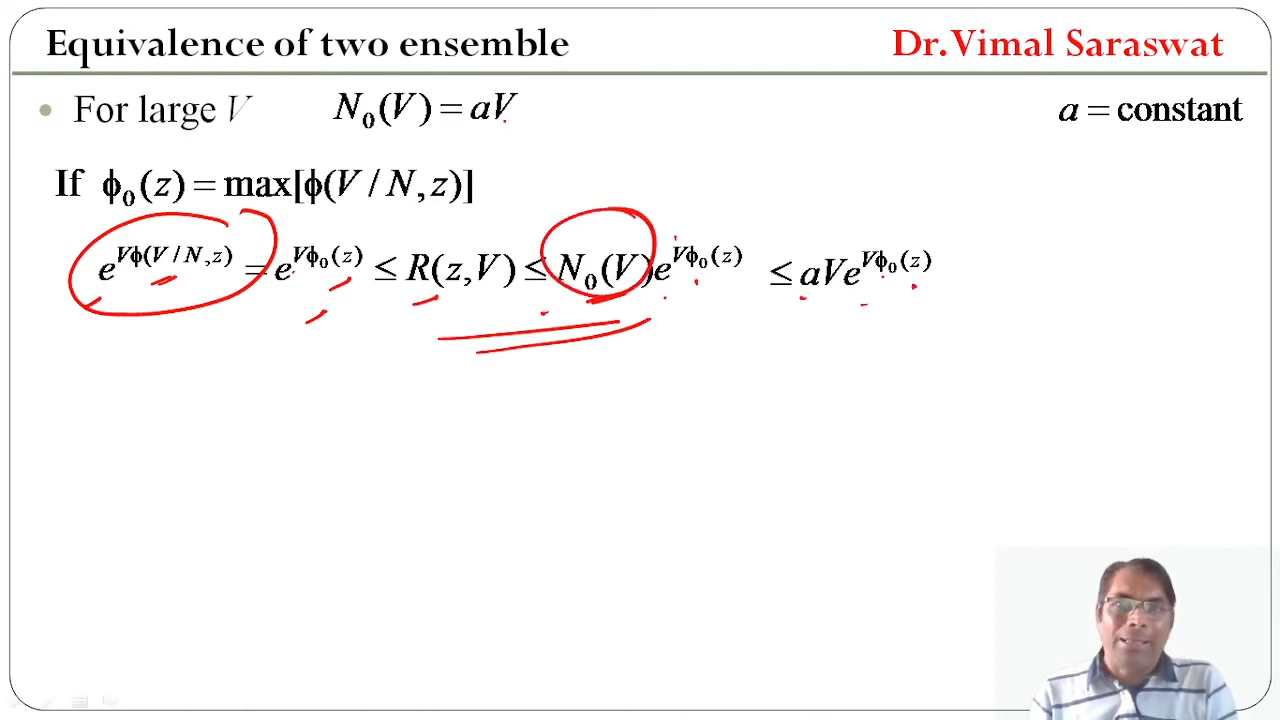 Equivalence of two ensemble Dr. Vimal Saraswat
• For large V N₀(V) = aV a = constant
If ϕ₀(z) = max[ϕ(V / N, z)]
e^{Vϕ(V / N, z)} = e^{Vϕ₀(z)} ≤ R(z, V) ≤ N₀(V)e^{Vϕ₀(z)} ≤ aVe^{Vϕ₀(z)}